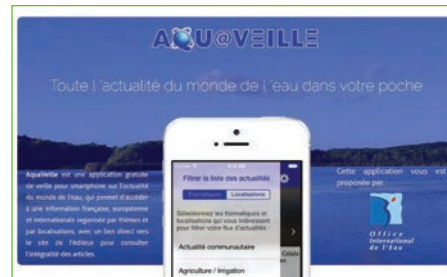 AQU@VEILLE
Toute l'actualité du monde de l'eau dans votre poche
AquaVeille est une application gratuite
de veille pour smartphone sur l'actualité
du monde de l'eau, qui permet d'accéder
à une information française, européenne
et internationale organisée par thèmes et
par localisations, avec un lien direct vers
le site de l'éditeur pour consulter
l'intégralité des articles
Filtrer la liste des actualités
Thématiques Localisations
Sélectionnez les thématiques et
localisations qui vous intéressent
pour filtrer votre flux d'actualités :
Actualité communautaire
Agriculture / Irrigation
Calais
Cette application vous est
proposée par
Office
International
de l'Eau